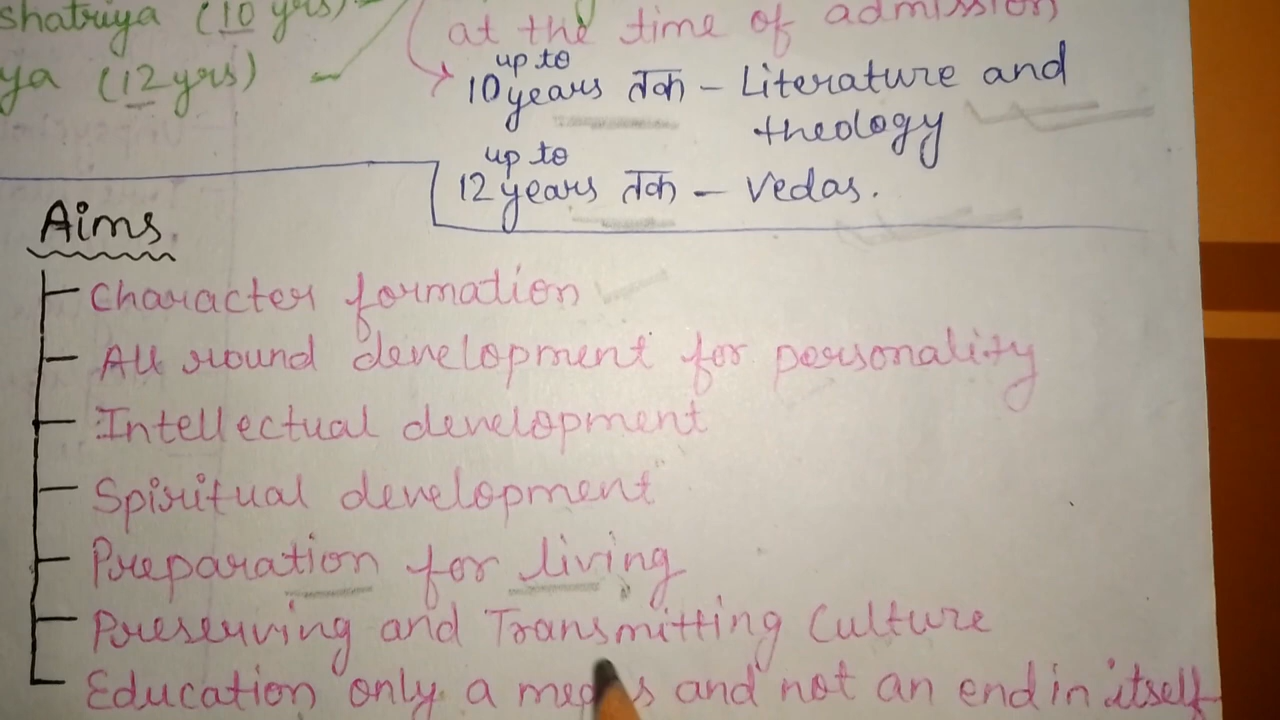 shatriya (10 yrs)
at the time of admission
ya (12 yrs)
up to
10 years तक - Literature and
theology
up to
12 years तक - Vedas.
Aims
Character formation
All round development for personality
Intellectual development
Spiritual development
Preparation for living
Preserving and Transmitting Culture
Education only a means and not an end in itself